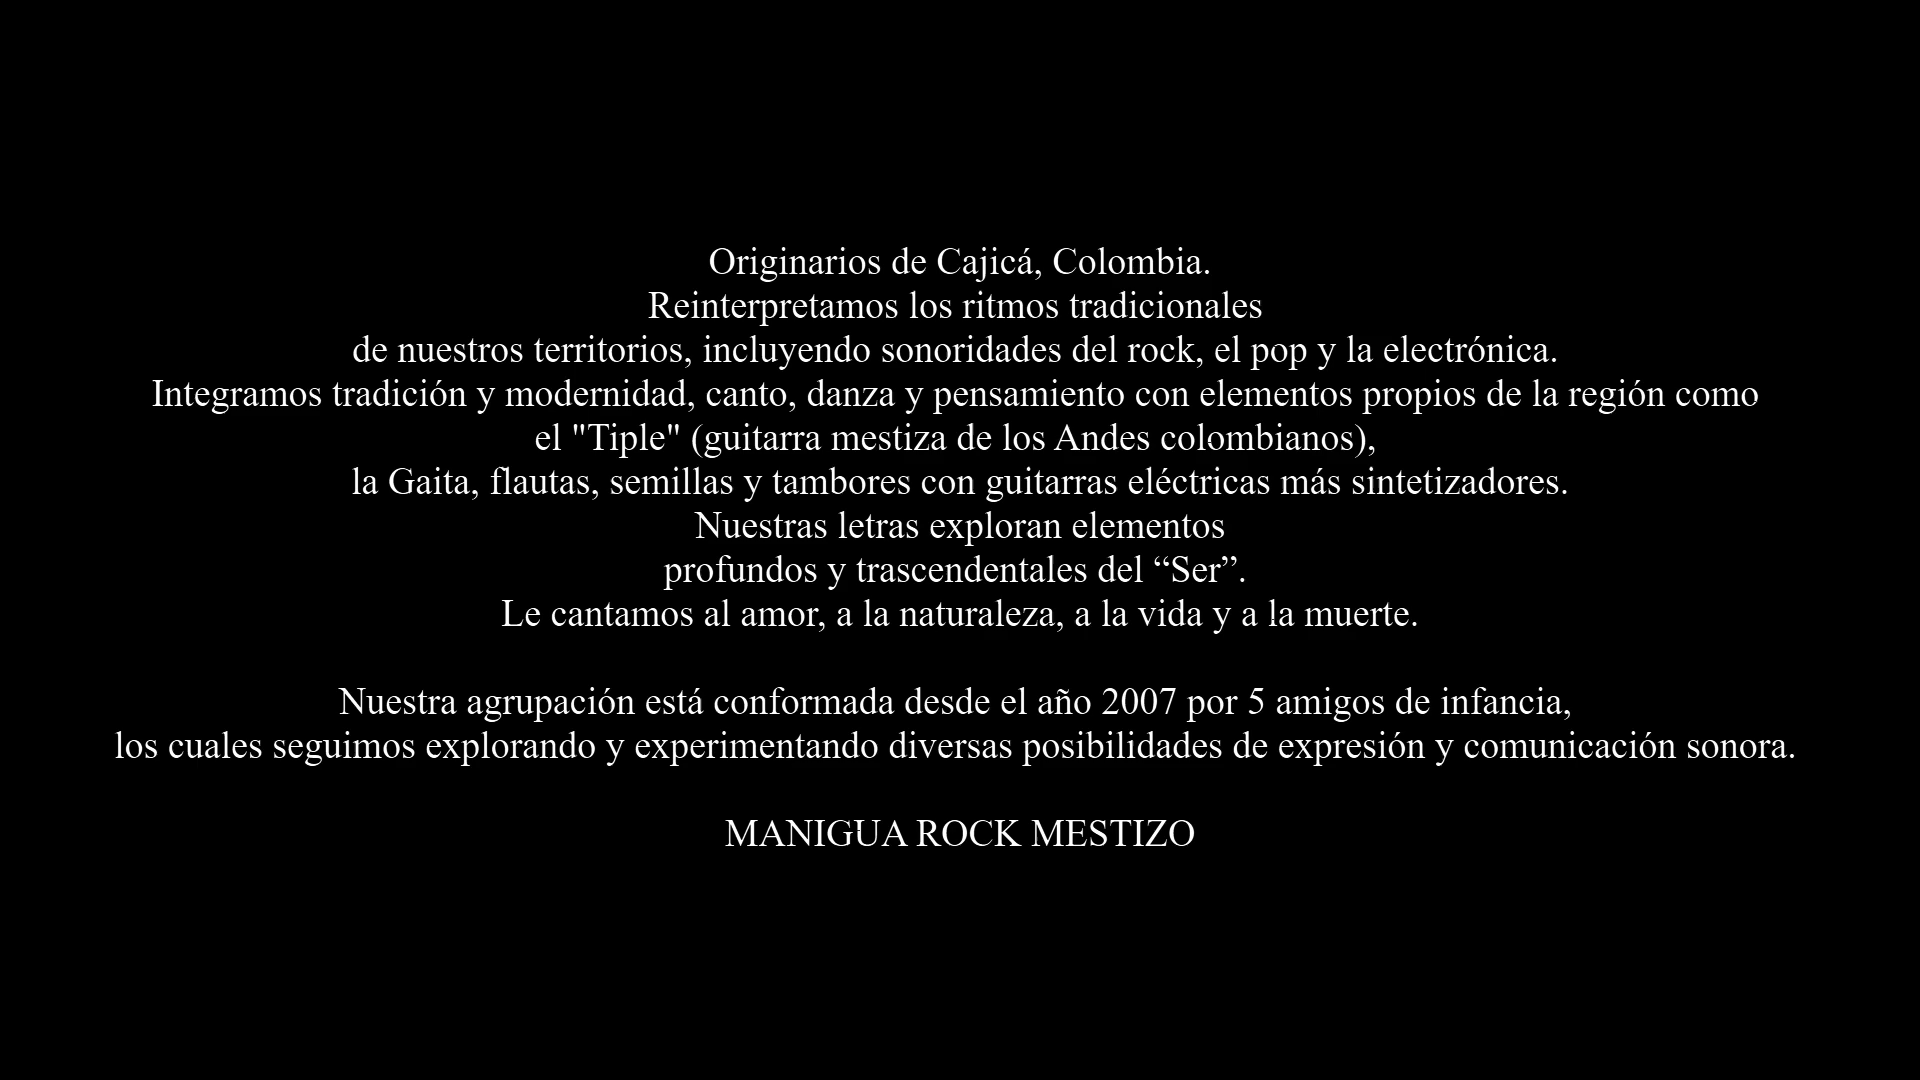 Originarios de Cajicá, Colombia.
Reinterpretamos los ritmos tradicionales
de nuestros territorios, incluyendo sonoridades del rock, el pop y la electrónica.
Integramos tradición y modernidad, canto, danza y pensamiento con elementos propios de la región como
el "Tiple" (guitarra mestiza de los Andes colombianos),
la Gaita, flautas, semillas y tambores con guitarras eléctricas más sintetizadores.
Nuestras letras exploran elementos
profundos y trascendentales del “Ser”.
Le cantamos al amor, a la naturaleza, a la vida y a la muerte.
Nuestra agrupación está conformada desde el año 2007 por 5 amigos de infancia,
los cuales seguimos explorando y experimentando diversas posibilidades de expresión y comunicación sonora.
MANIGUA ROCK MESTIZO